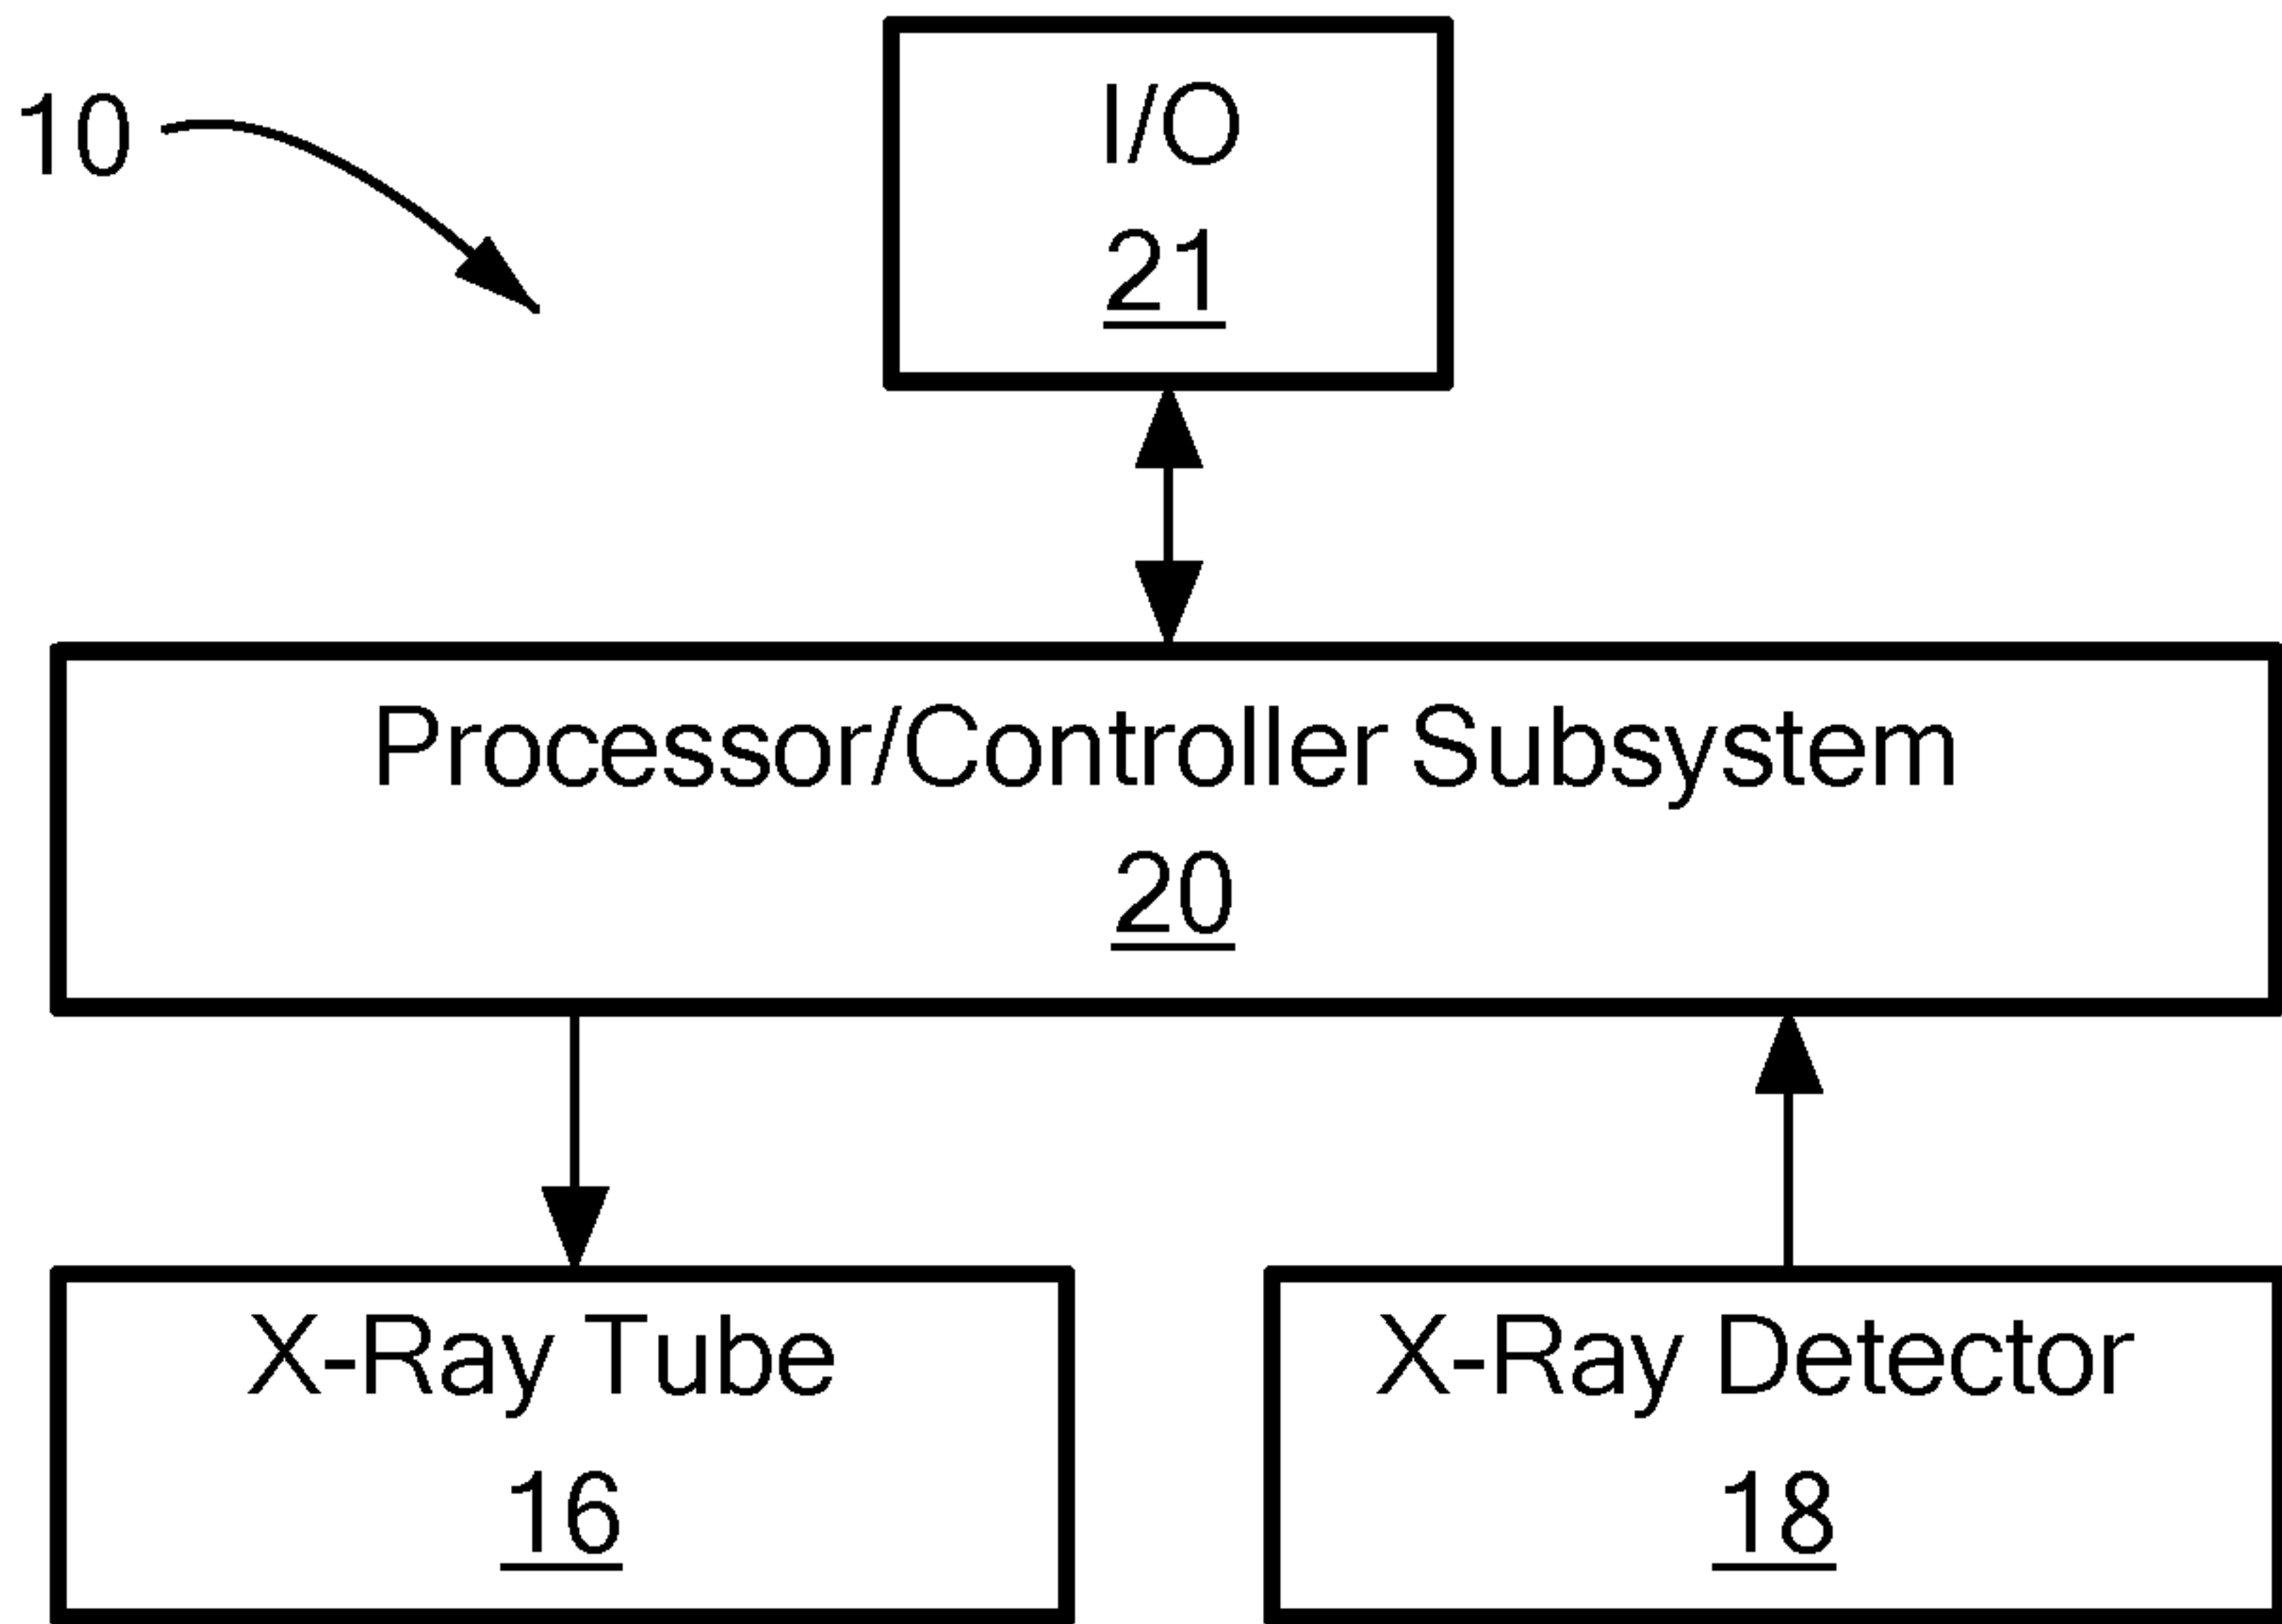 10
I/O
21
Processor/Controller Subsystem
20
X-Ray Tube
16
X-Ray Detector
18